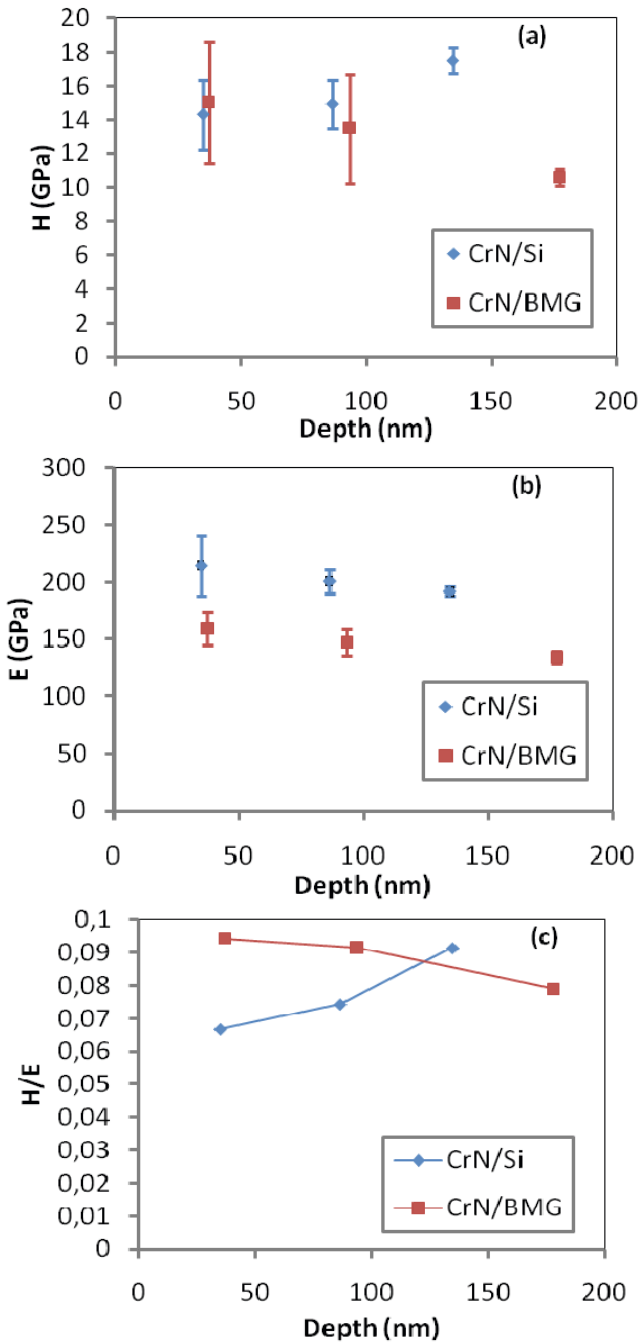 (a)
H (GPa)
20
18
16
14
12
10
8
6
4
2
0
CrN/Si
CrN/BMG
0 50 100 150 200
Depth (nm)
(b)
E (GPa)
300
250
200
150
100
50
0
CrN/Si
CrN/BMG
0 50 100 150 200
Depth (nm)
(c)
H/E
0,1
0,09
0,08
0,07
0,06
0,05
0,04
0,03
0,02
0,01
0
CrN/Si
CrN/BMG
0 50 100 150 200
Depth (nm)